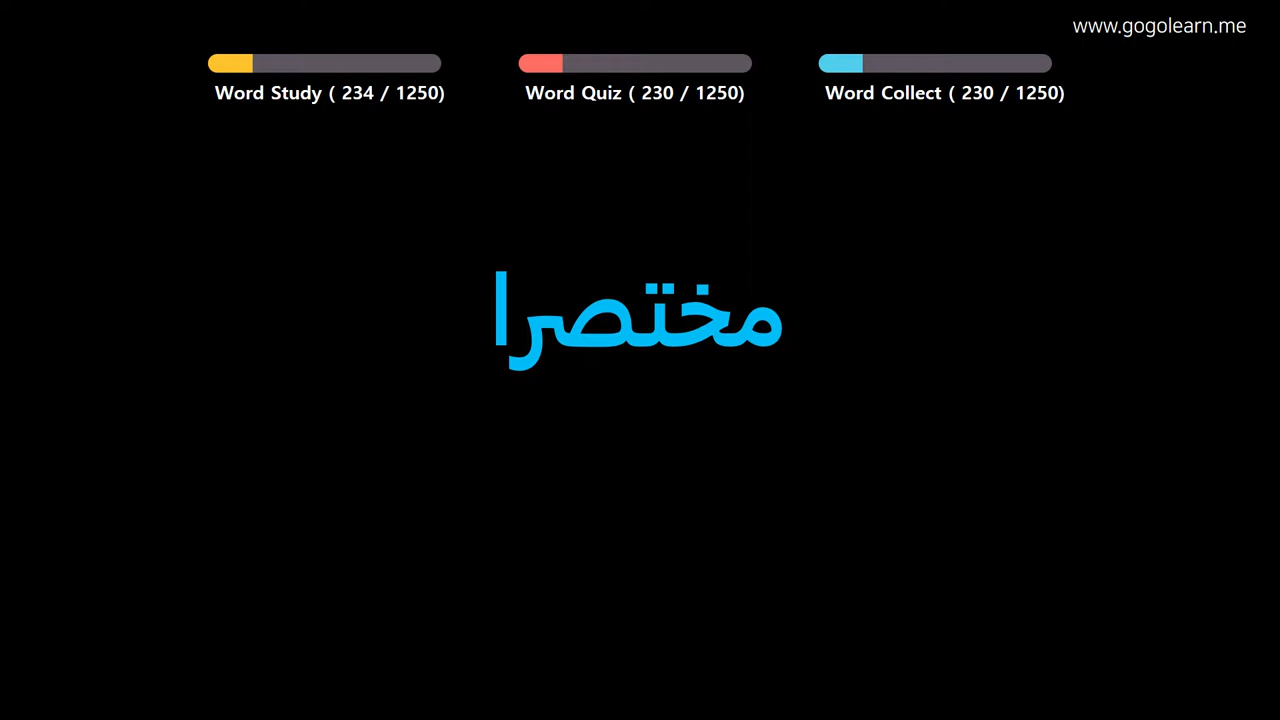 www.gogolearn.me
Word Study ( 234 / 1250)
Word Quiz ( 230 / 1250)
Word Collect ( 230 / 1250)
مختصرا